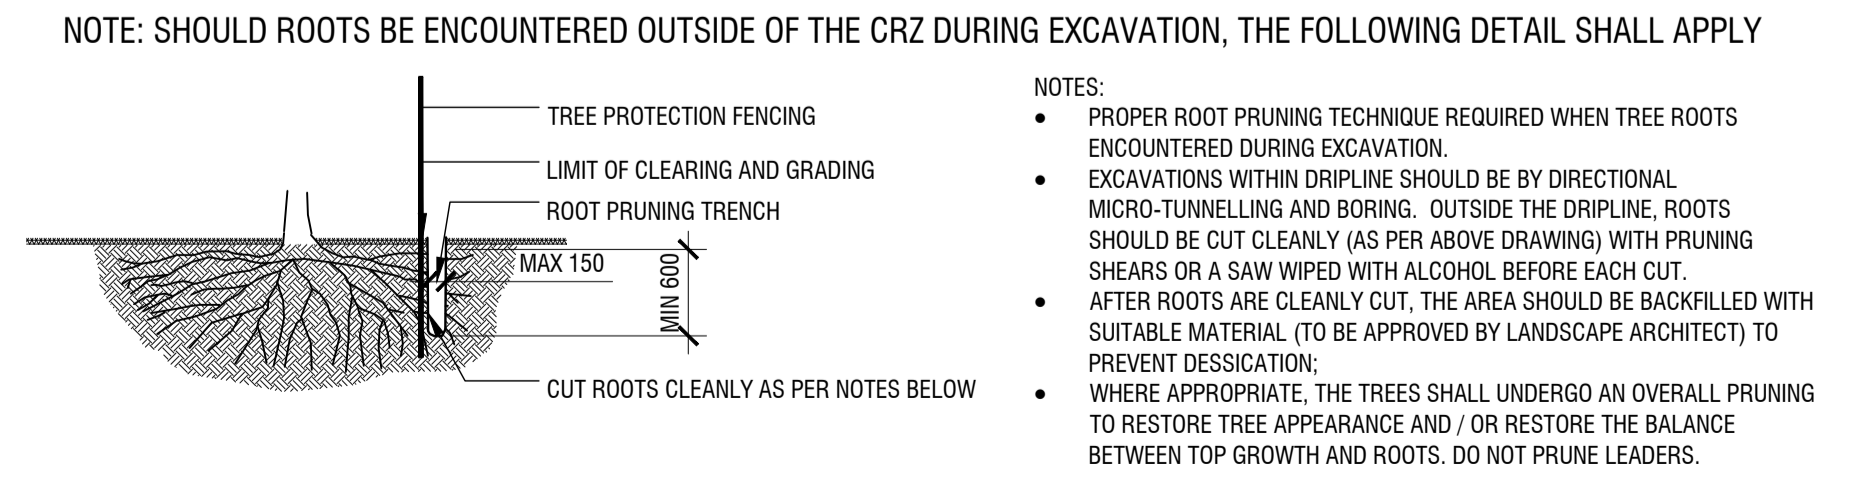 NOTE: SHOULD ROOTS BE ENCOUNTERED OUTSIDE OF THE CRZ DURING EXCAVATION, THE FOLLOWING DETAIL SHALL APPLY
TREE PROTECTION FENCING
LIMIT OF CLEARING AND GRADING
ROOT PRUNING TRENCH
MAX 150
MIN 600
CUT ROOTS CLEANLY AS PER NOTES BELOW
NOTES:
• PROPER ROOT PRUNING TECHNIQUE REQUIRED WHEN TREE ROOTS
ENCOUNTERED DURING EXCAVATION.
• EXCAVATIONS WITHIN DRIPLINE SHOULD BE BY DIRECTIONAL
MICRO-TUNNELLING AND BORING. OUTSIDE THE DRIPLINE, ROOTS
SHOULD BE CUT CLEANLY (AS PER ABOVE DRAWING) WITH PRUNING
SHEARS OR A SAW WIPED WITH ALCOHOL BEFORE EACH CUT.
• AFTER ROOTS ARE CLEANLY CUT, THE AREA SHOULD BE BACKFILLED WITH
SUITABLE MATERIAL (TO BE APPROVED BY LANDSCAPE ARCHITECT) TO
PREVENT DESSICATION;
• WHERE APPROPRIATE, THE TREES SHALL UNDERGO AN OVERALL PRUNING
TO RESTORE TREE APPEARANCE AND / OR RESTORE THE BALANCE
BETWEEN TOP GROWTH AND ROOTS. DO NOT PRUNE LEADERS.